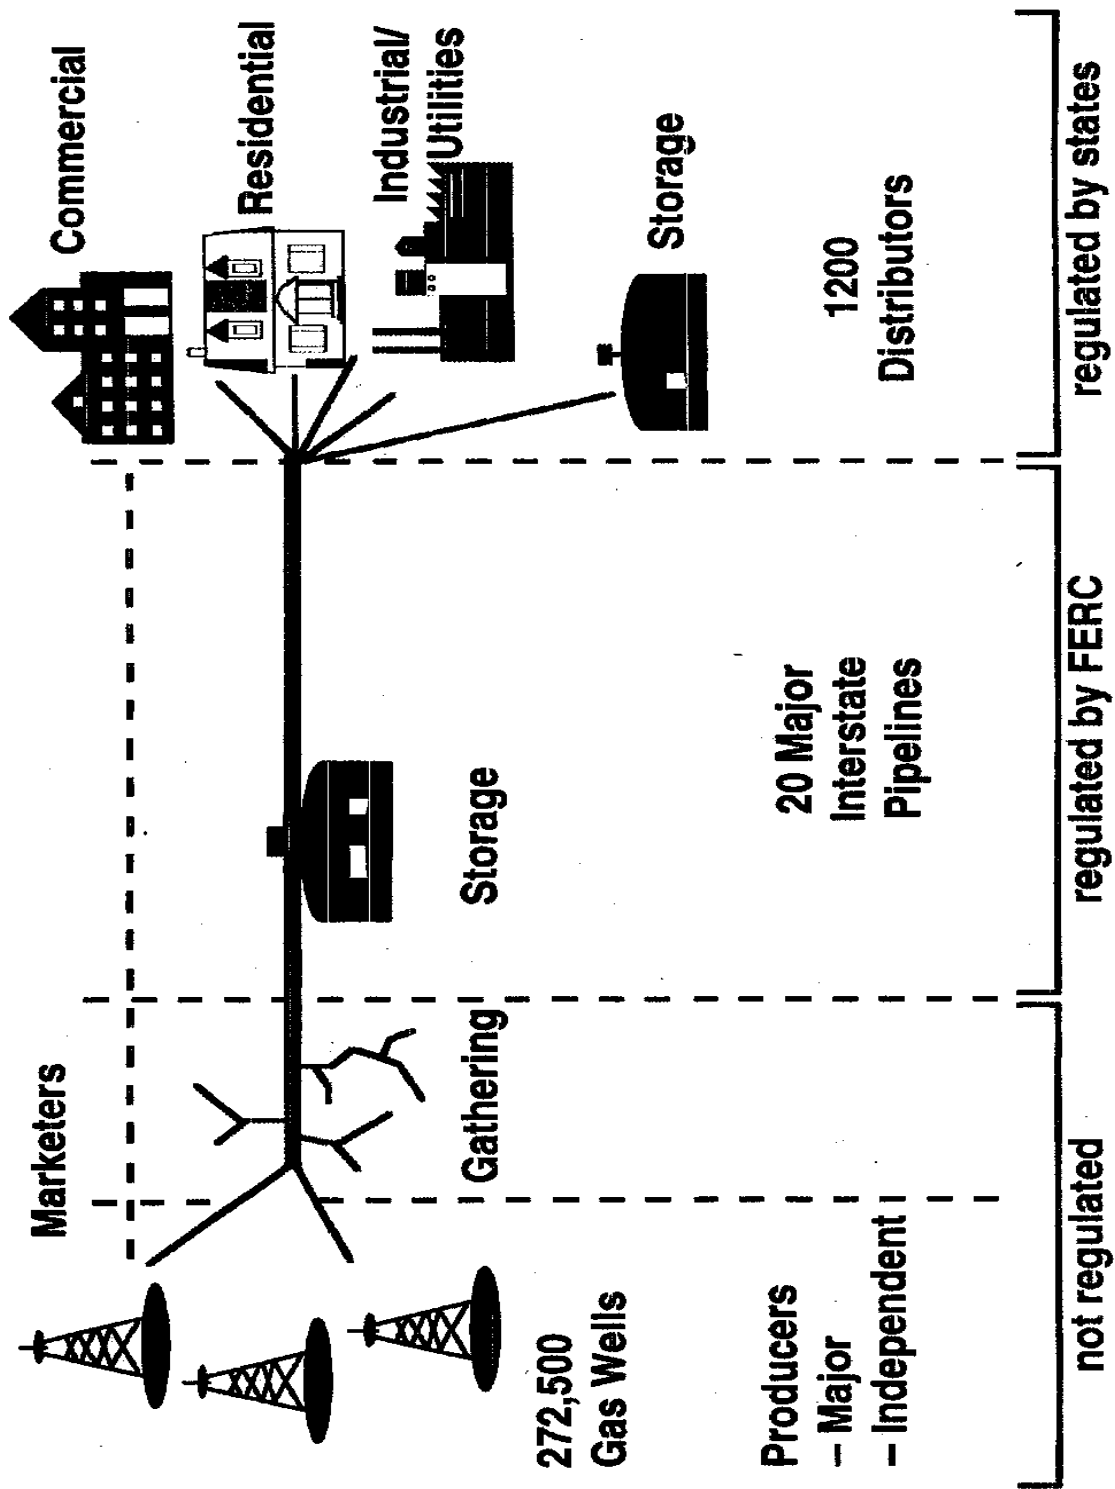 Marketers
Commercial
Residential
Industrial/
Utilities
Gathering
Storage
Storage
272,500
Gas Wells
Producers
– Major
– Independent
20 Major
Interstate
Pipelines
1200
Distributors
not regulated
regulated by FERC
regulated by states